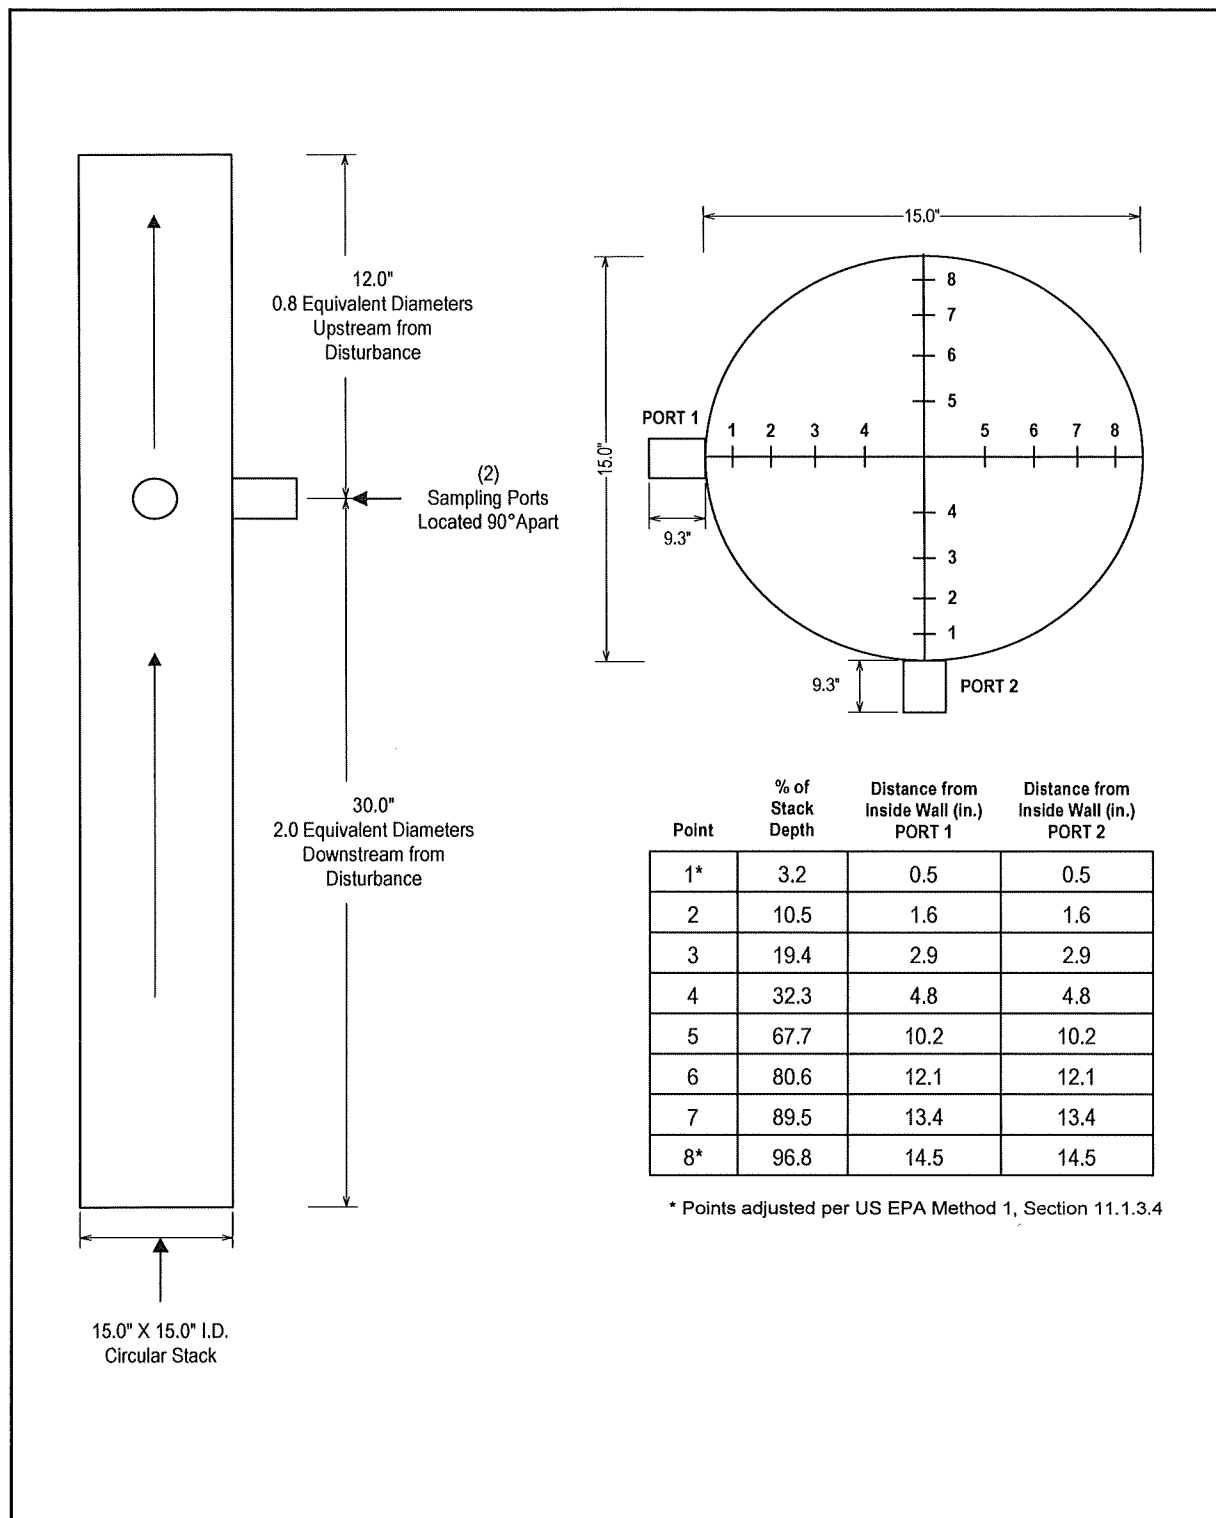 12.0"
0.8 Equivalent Diameters
Upstream from
Disturbance
(2)
Sampling Ports
Located 90°Apart
30.0"
2.0 Equivalent Diameters
Downstream from
Disturbance
15.0" X 15.0" I.D.
Circular Stack
15.0"
15.0"
8
7
6
5
PORT 1
1 2 3 4 5 6 7 8
9.3"
4
3
2
1
9.3"
PORT 2
Point % of Stack Depth Distance from Inside Wall (in.) PORT 1 Distance from Inside Wall (in.) PORT 2
1* 3.2 0.5 0.5
2 10.5 1.6 1.6
3 19.4 2.9 2.9
4 32.3 4.8 4.8
5 67.7 10.2 10.2
6 80.6 12.1 12.1
7 89.5 13.4 13.4
8* 96.8 14.5 14.5
* Points adjusted per US EPA Method 1, Section 11.1.3.4